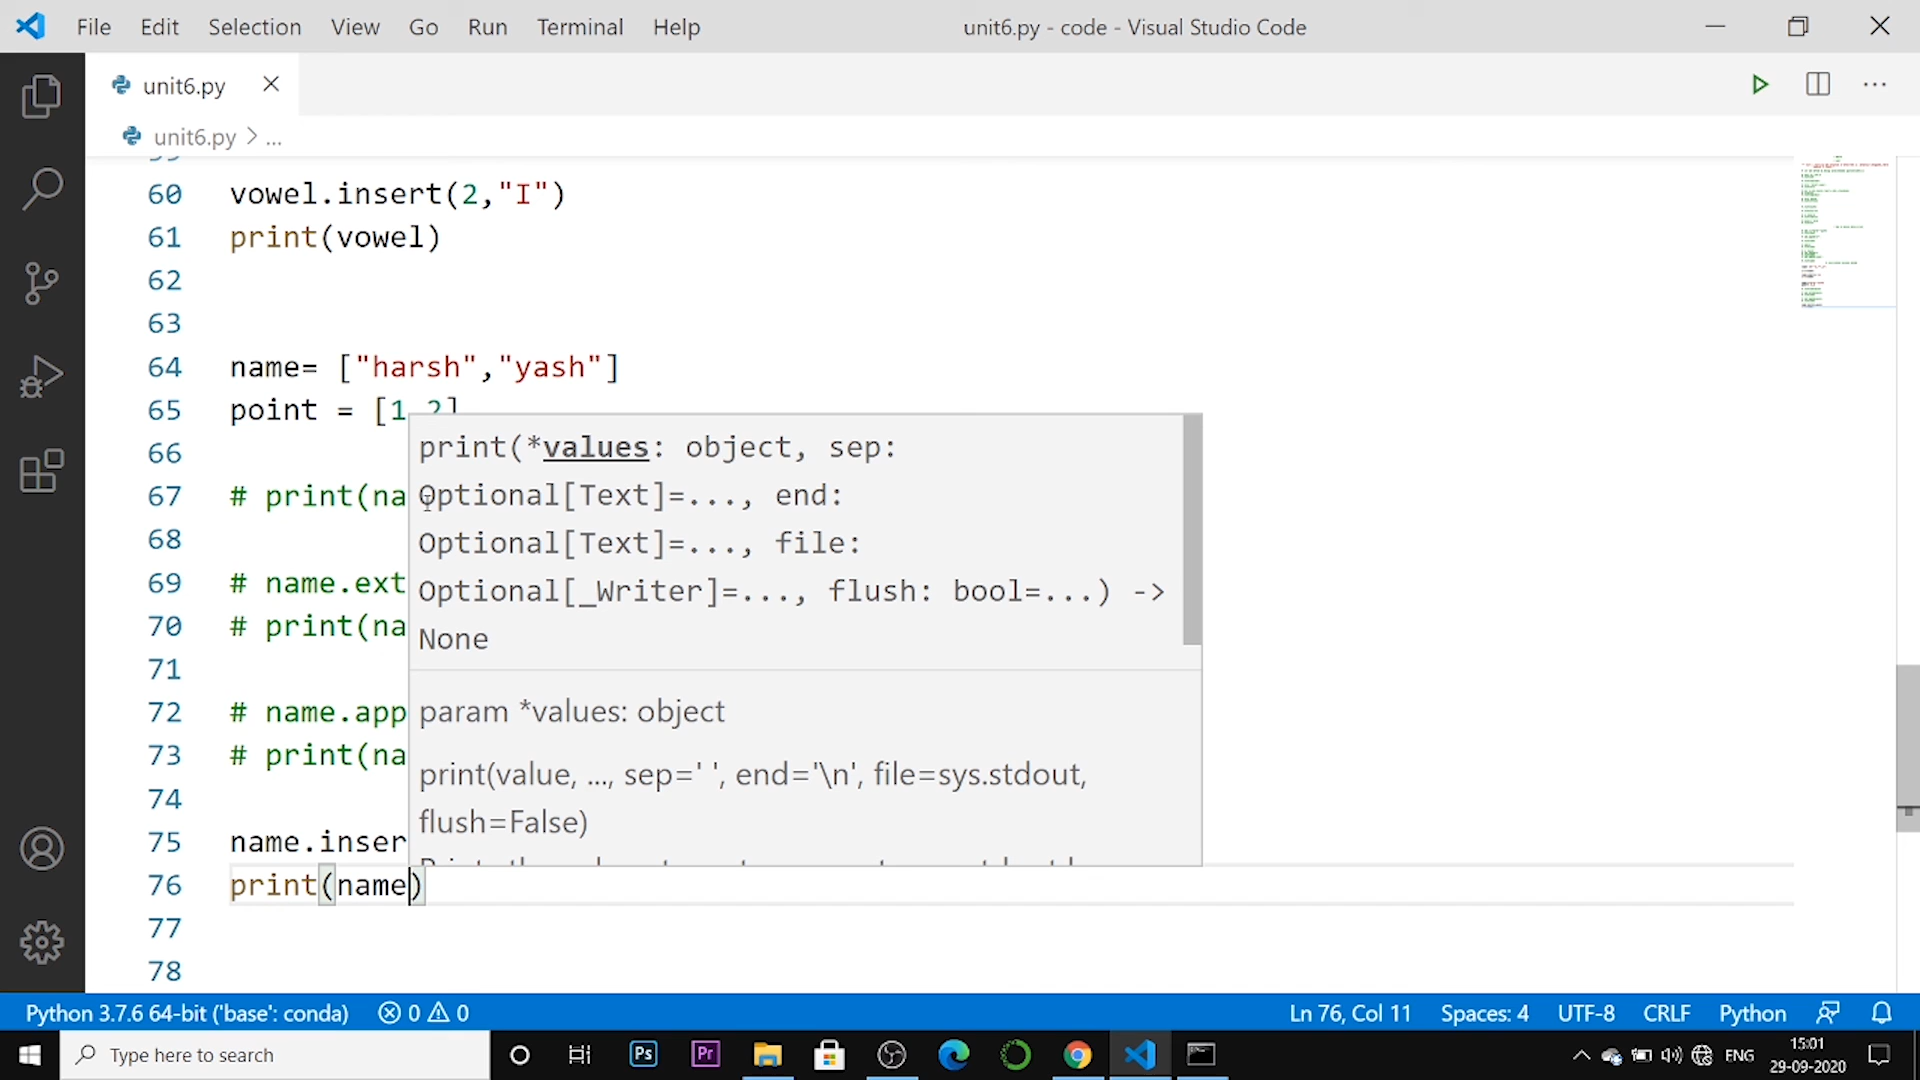 File Edit Selection View Go Run Terminal Help unit6.py - code - Visual Studio Code
unit6.py
unit6.py > ...
60 vowel.insert(2,"I")
61 print(vowel)
62
63
64 name= ["harsh","yash"]
65 point = [1,2]
66
67 # print(na
68
69 # name.ext
70 # print(na
71
72 # name.app
73 # print(na
74
75 name.inser
76 print(name)
77
78
print(*values: object, sep:
Optional[Text]=..., end:
Optional[Text]=..., file:
Optional[_Writer]=..., flush: bool=...) ->
None
param *values: object
print(value, ..., sep=' ', end='\n', file=sys.stdout,
flush=False)
Python 3.7.6 64-bit ('base': conda) 0 0 Ln 76, Col 11 Spaces: 4 UTF-8 CRLF Python
Type here to search Ps Pr ENG 15:01
29-09-2020